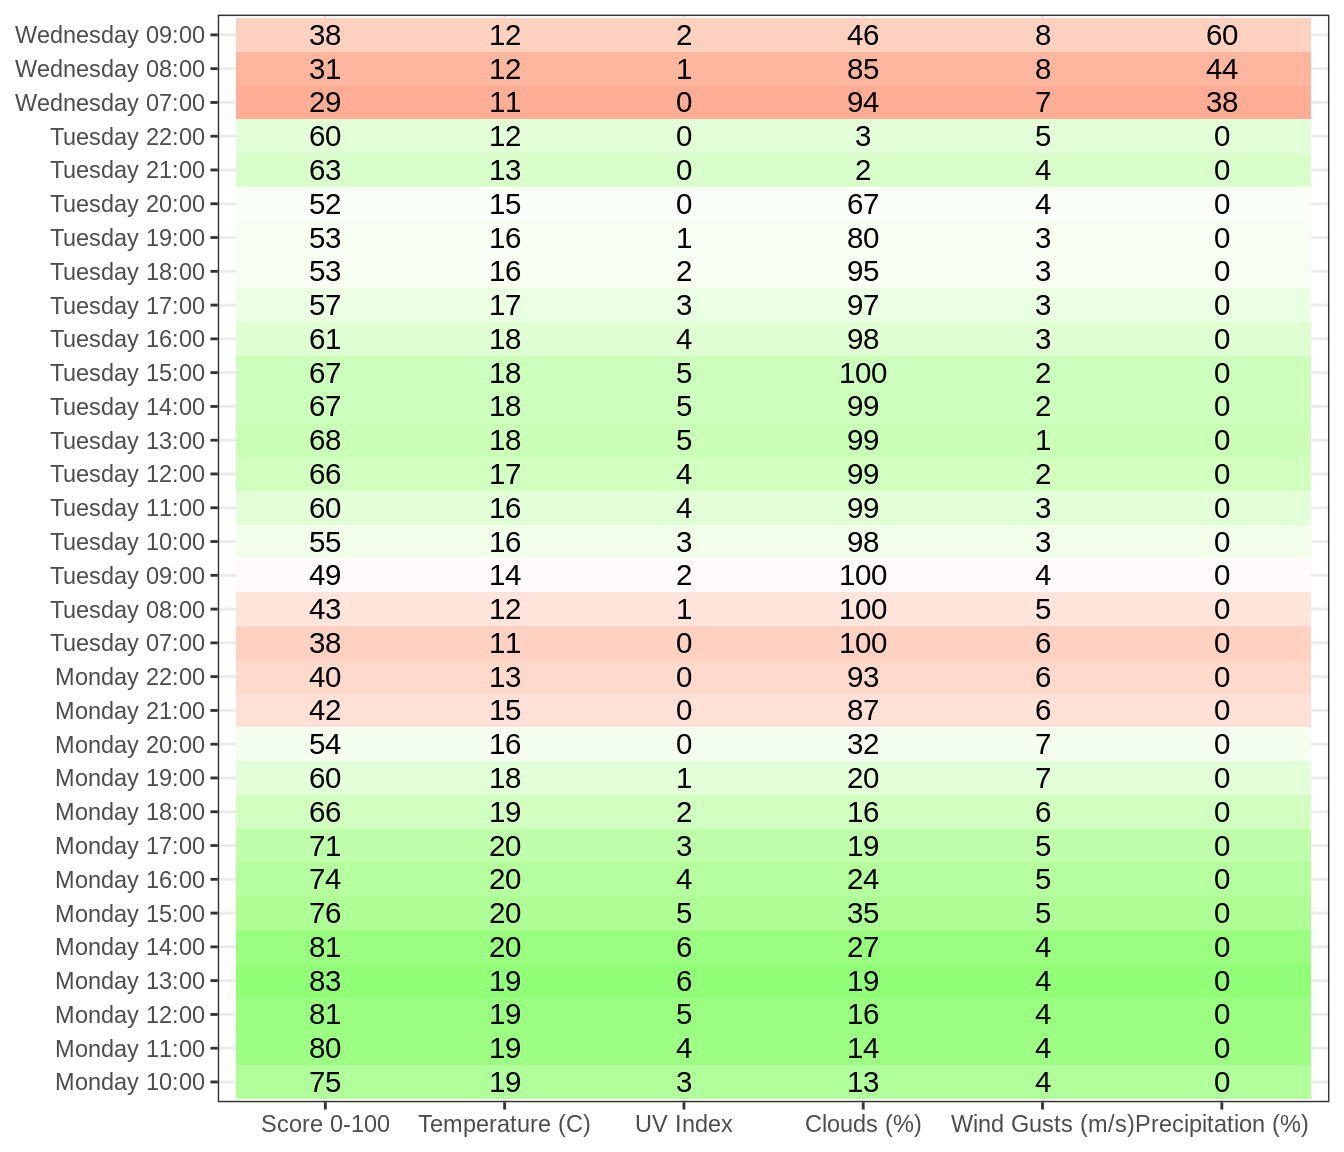 Wednesday 09:00 38 12 2 46 8 60
Wednesday 08:00 31 12 1 85 8 44
Wednesday 07:00 29 11 0 94 7 38
Tuesday 22:00 60 12 0 3 5 0
Tuesday 21:00 63 13 0 2 4 0
Tuesday 20:00 52 15 0 67 4 0
Tuesday 19:00 53 16 1 80 3 0
Tuesday 18:00 53 16 2 95 3 0
Tuesday 17:00 57 17 3 97 3 0
Tuesday 16:00 61 18 4 98 3 0
Tuesday 15:00 67 18 5 100 2 0
Tuesday 14:00 67 18 5 99 2 0
Tuesday 13:00 68 18 5 99 1 0
Tuesday 12:00 66 17 4 99 2 0
Tuesday 11:00 60 16 4 99 3 0
Tuesday 10:00 55 16 3 98 3 0
Tuesday 09:00 49 14 2 100 4 0
Tuesday 08:00 43 12 1 100 5 0
Tuesday 07:00 38 11 0 100 6 0
Monday 22:00 40 13 0 93 6 0
Monday 21:00 42 15 0 87 6 0
Monday 20:00 54 16 0 32 7 0
Monday 19:00 60 18 1 20 7 0
Monday 18:00 66 19 2 16 6 0
Monday 17:00 71 20 3 19 5 0
Monday 16:00 74 20 4 24 5 0
Monday 15:00 76 20 5 35 5 0
Monday 14:00 81 20 6 27 4 0
Monday 13:00 83 19 6 19 4 0
Monday 12:00 81 19 5 16 4 0
Monday 11:00 80 19 4 14 4 0
Monday 10:00 75 19 3 13 4 0
Score 0-100 Temperature (C) UV Index Clouds (%) Wind Gusts (m/s) Precipitation (%)